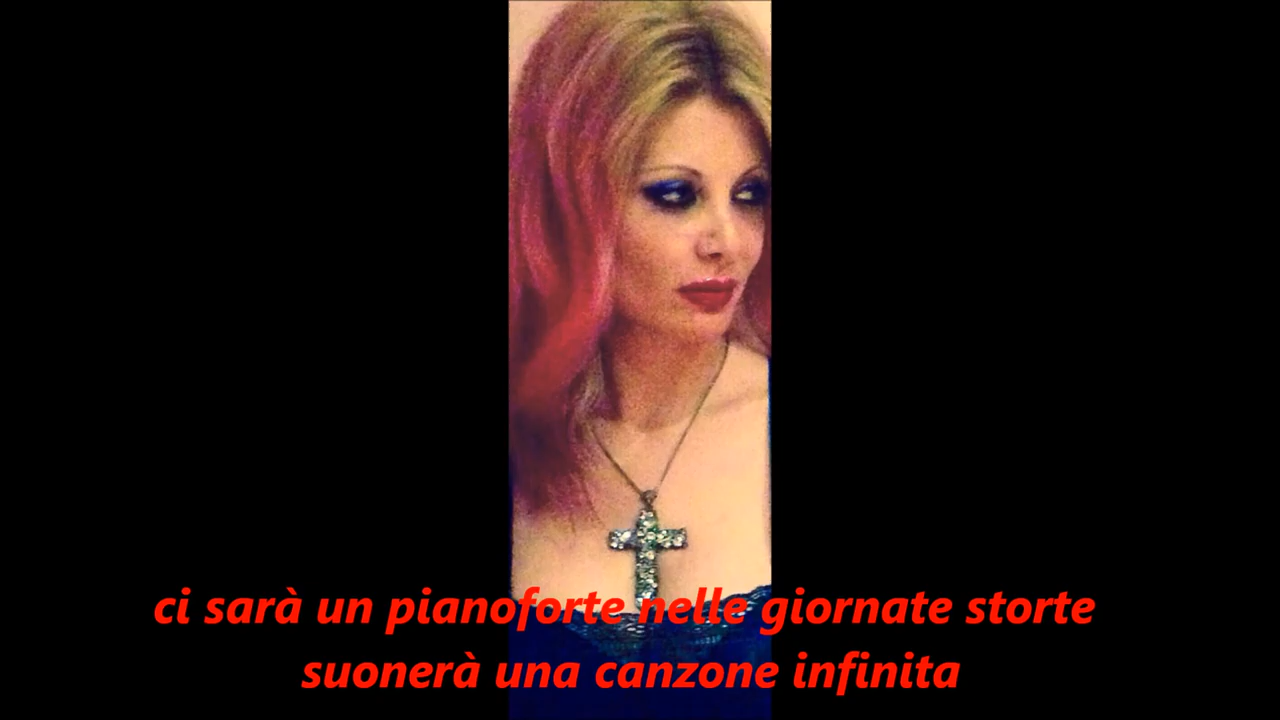 ci sarà un pianoforte nelle giornate storte
suonerà una canzone infinita